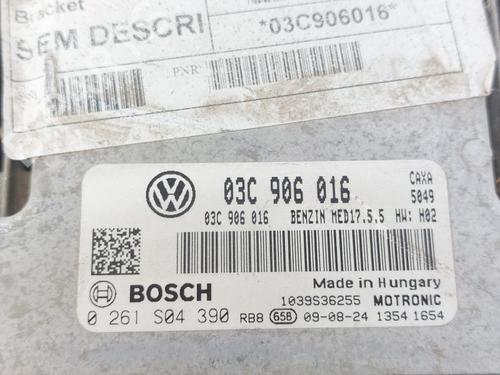 Bracket
SEM DESCRI
*03C906016*
PNR
03C 906 016
CAXA
5049
03C 906 016 BENZIN MED17.5.5 HW: H02
Made in Hungary
BOSCH
1039S36255 MOTRONIC
0 261 S04 390 RB8 658 09-08-24 1354 1654